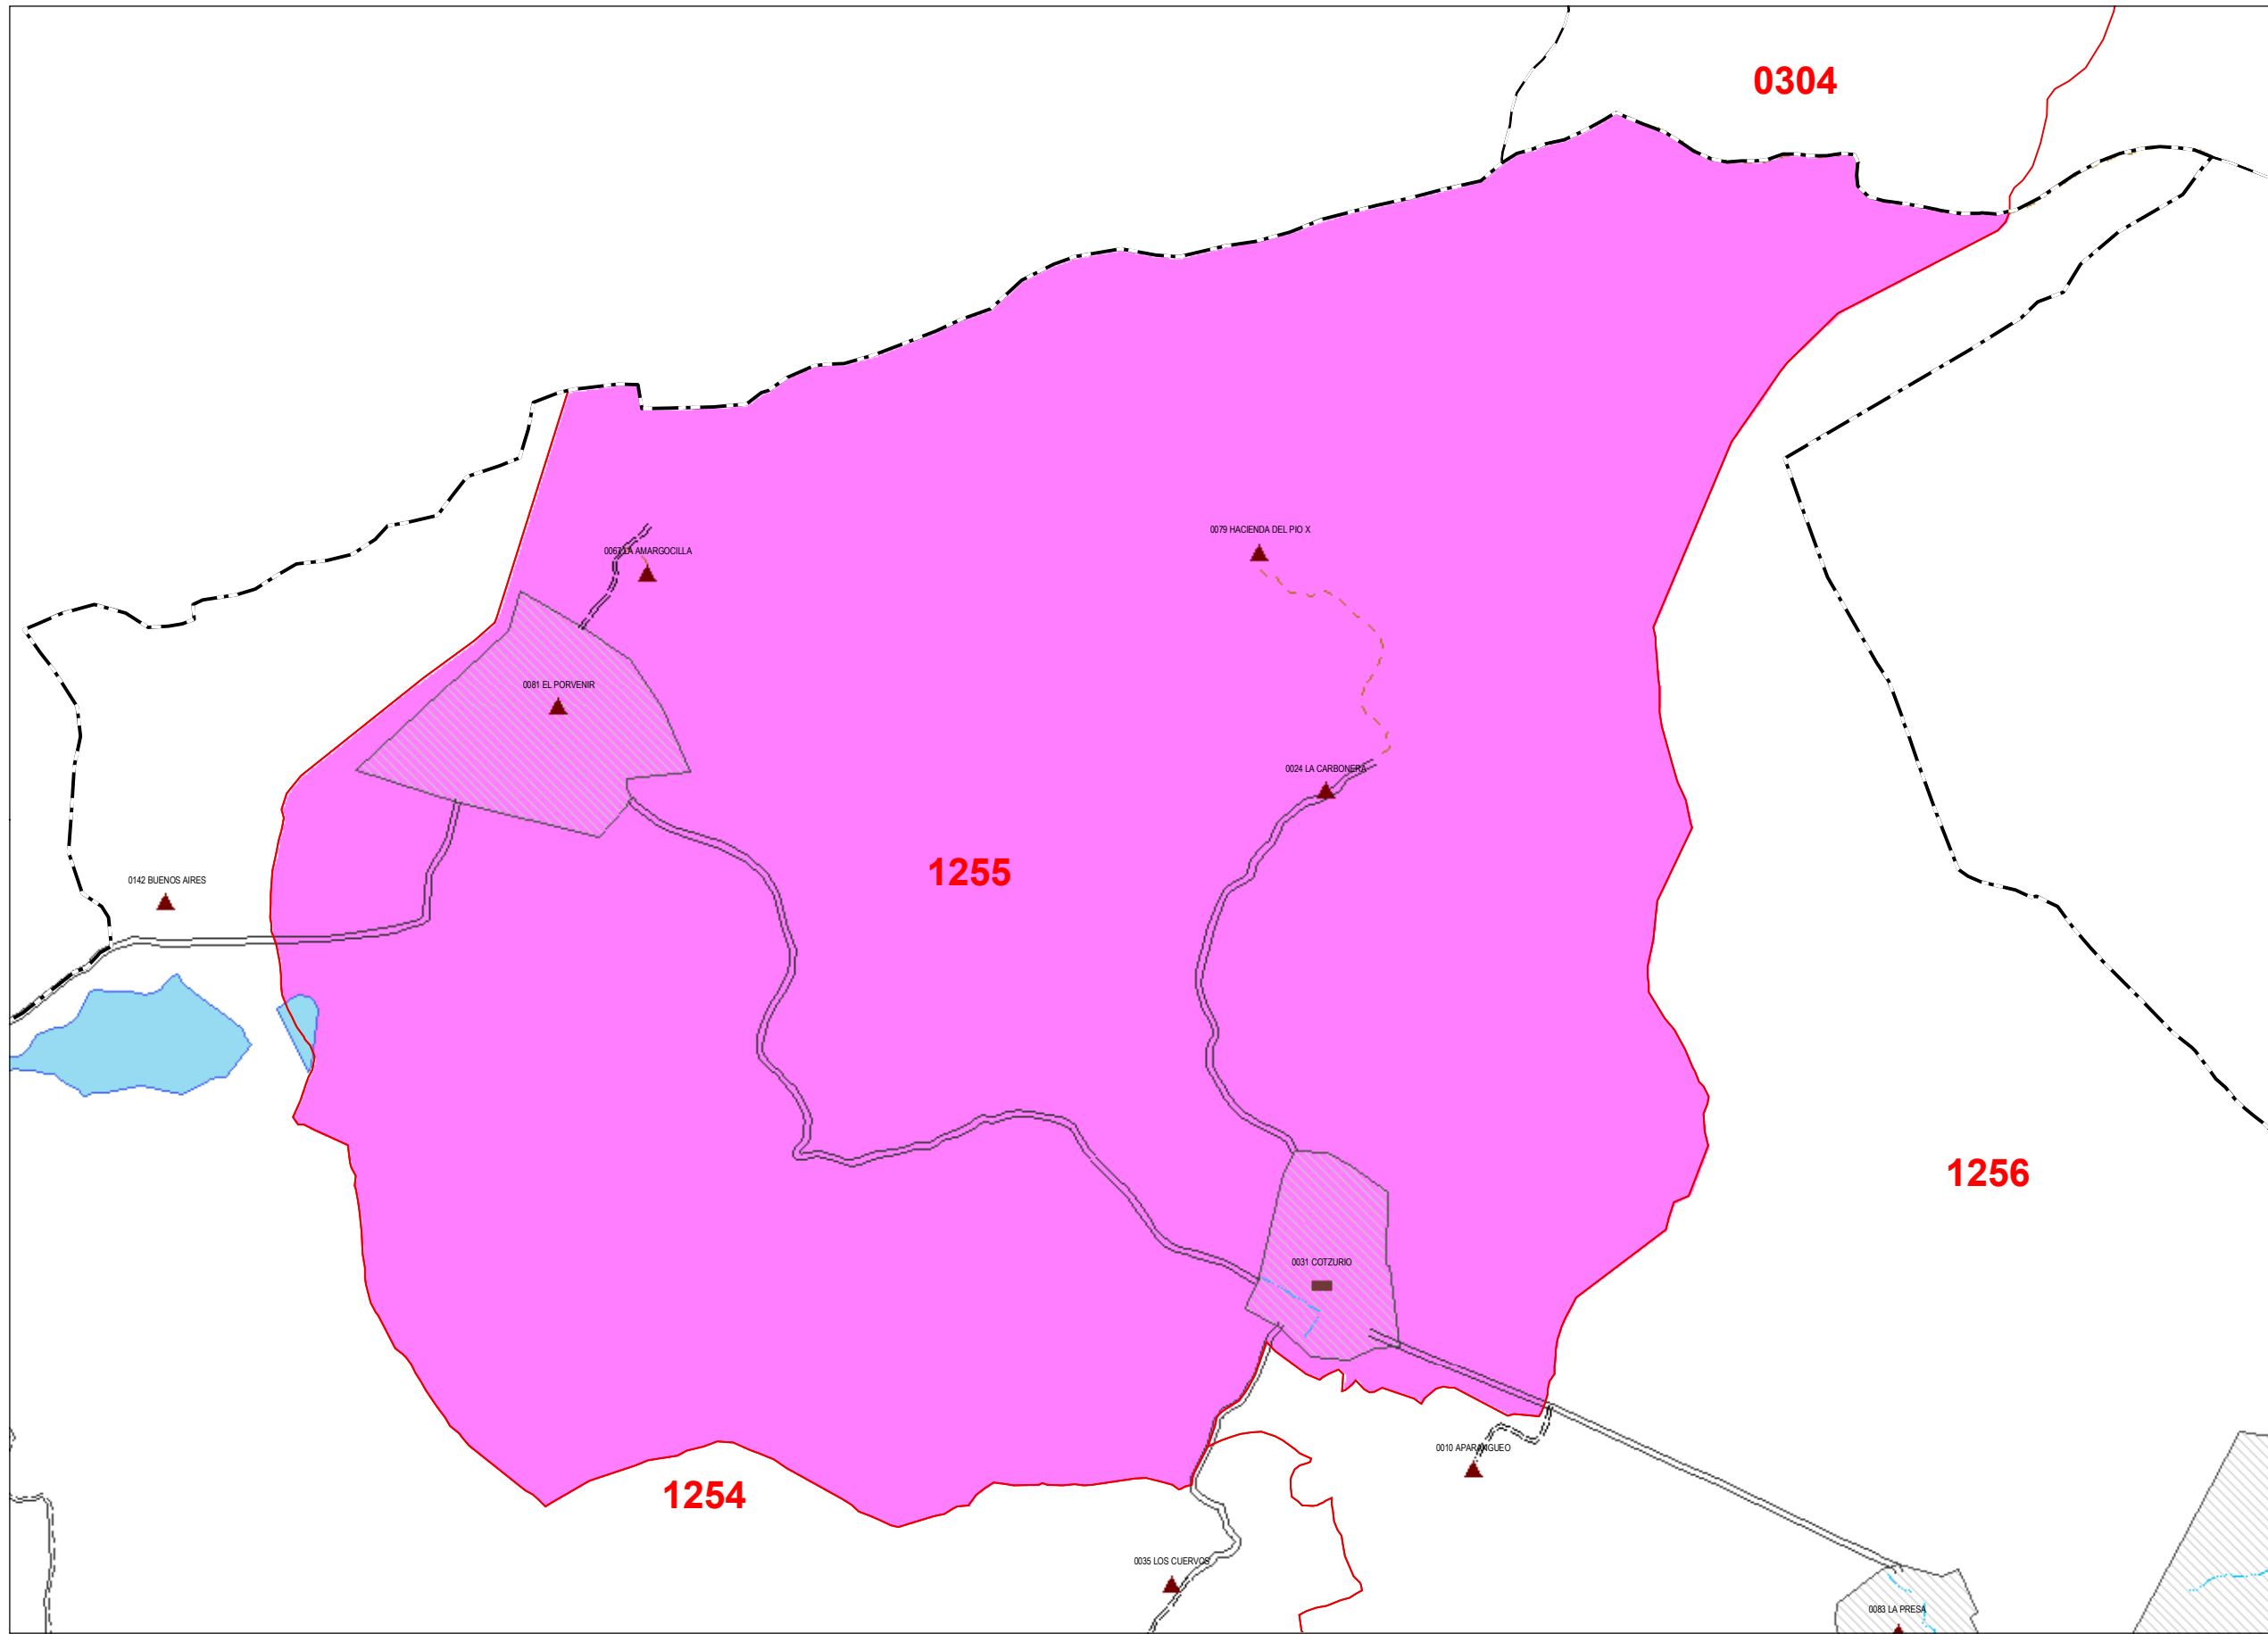 0304
0079 HACIENDA DEL PIO X
0067 LA AMARGOCILLA
0081 EL PORVENIR
0024 LA CARBONERA
1255
0142 BUENOS AIRES
1256
0031 COTZURIO
0010 APARANGUEO
1254
0035 LOS CUERVOS
0083 LA PRESA